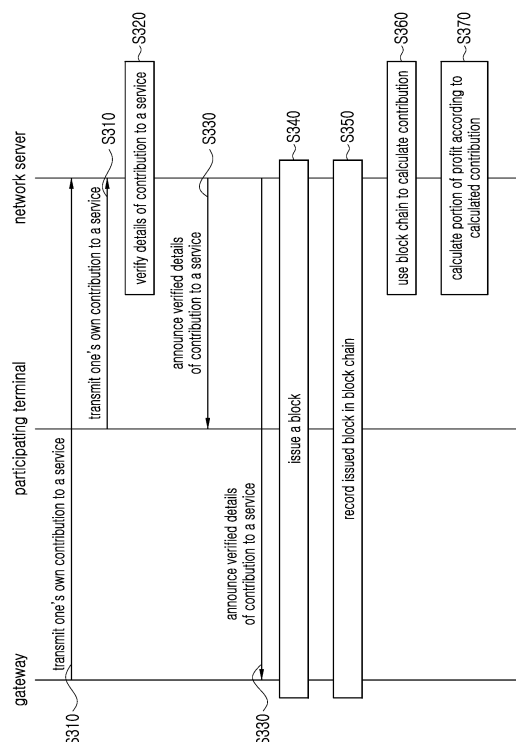 gateway
participating terminal
network server
S310
transmit one's own contribution to a service
transmit one's own contribution to a service
S310
verify details of contribution to a service
S320
announce verified details
of contribution to a service
S330
S330
announce verified details
of contribution to a service
issue a block
S340
record issued block in block chain
S350
use block chain to calculate contribution
S360
calculate portion of profit according to
calculated contribution
S370